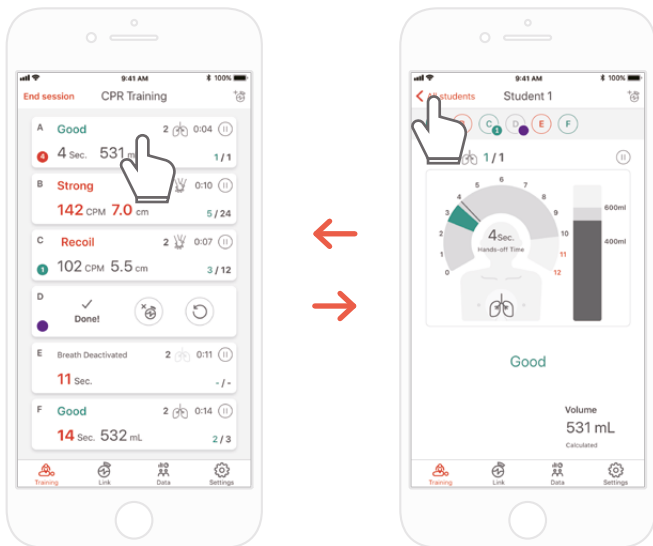 9:41 AM
100%
End session
CPR Training
A Good 2 0:04
4 4 Sec. 531 1 / 1
B Strong 0:10
142 CPM 7.0 cm 5 / 24
C Recoil 2 0:07
1 102 CPM 5.5 cm 3 / 12
D
Done!
E Breath Deactivated 2 0:11
11 Sec. - / -
F Good 2 0:14
14 Sec. 532 mL 2 / 3
Training Link Data Settings
9:41 AM
100%
students
Student 1
C 1 D E F
1 / 1
0 1 2 3 4 5 6 7 8 9 10 11 12
4 Sec.
Hands-off Time
600ml
400ml
Good
Volume
531 mL
Calculated
Training Link Data Settings